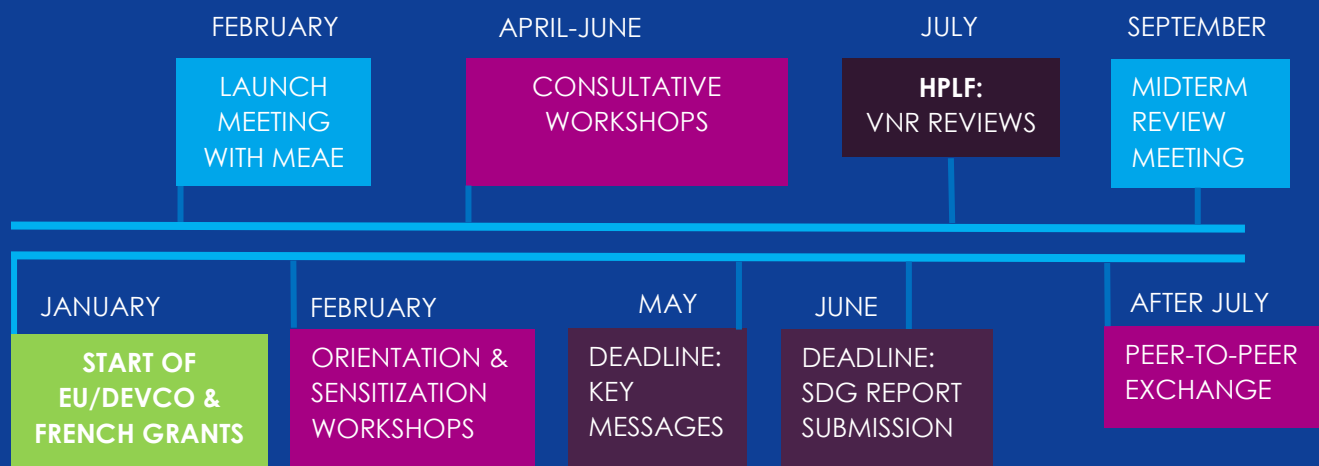 FEBRUARY
LAUNCH
MEETING
WITH MEAE
APRIL-JUNE
CONSULTATIVE
WORKSHOPS
JULY
HPLF:
VNR REVIEWS
SEPTEMBER
MIDTERM
REVIEW
MEETING
JANUARY
START OF
EU/DEVCO &
FRENCH GRANTS
FEBRUARY
ORIENTATION &
SENSITIZATION
WORKSHOPS
MAY
DEADLINE:
KEY
MESSAGES
JUNE
DEADLINE:
SDG REPORT
SUBMISSION
AFTER JULY
PEER-TO-PEER
EXCHANGE